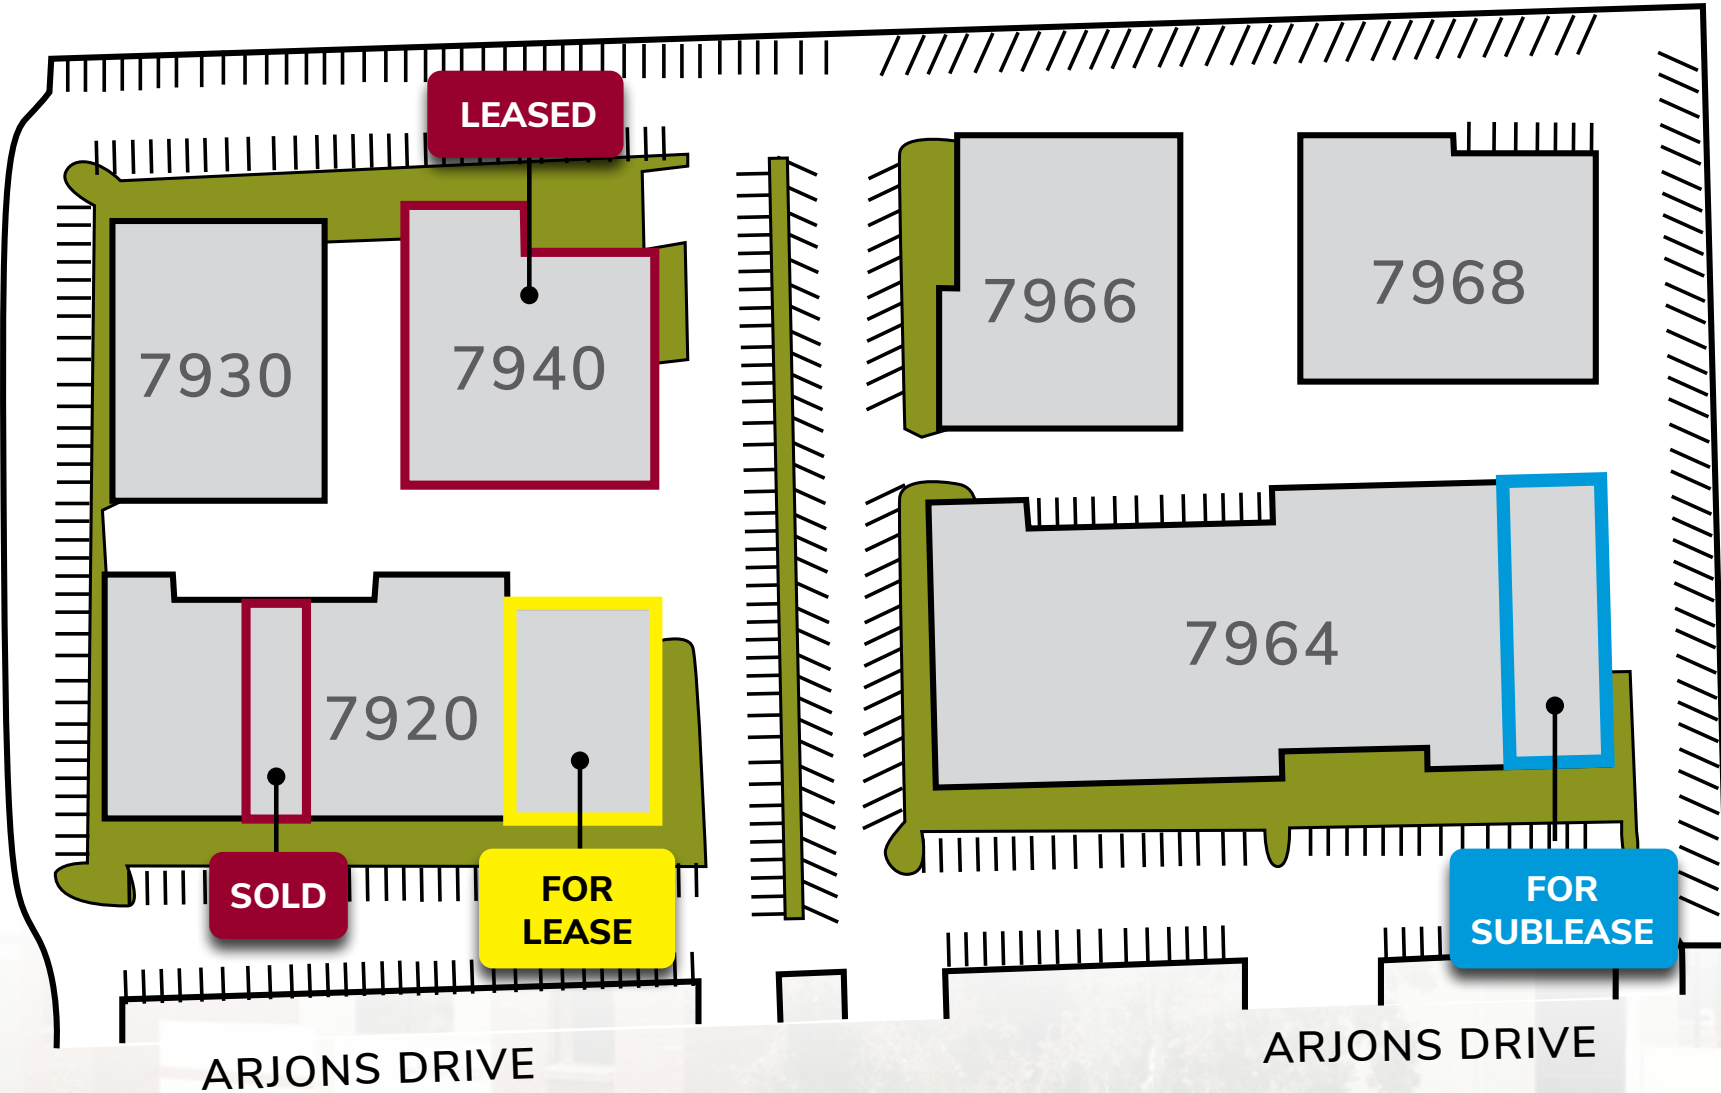 LEASED
7930
7940
7966
7968
7920
7964
SOLD
FOR
LEASE
FOR
SUBLEASE
ARJONS DRIVE
ARJONS DRIVE